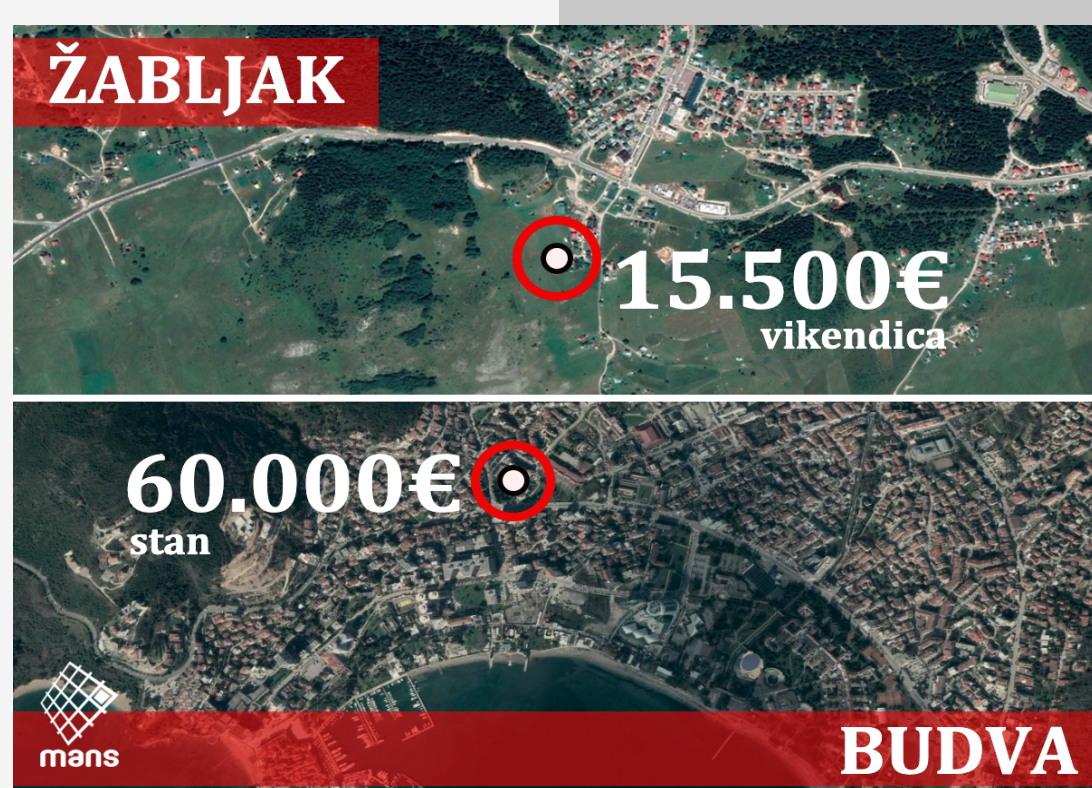 ŽABLJAK
15.500€
vikendica
60.000€
stan
mans
BUDVA